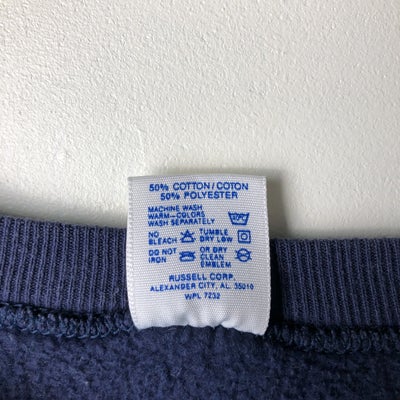 50% COTTON/COTON
50% POLYESTER
MACHINE WASH
WARM-COLORS
WASH SEPARATELY
NO BLEACH
TUMBLE DRY LOW
DO NOT IRON
OR DRY CLEAN EMBLEM
RUSSELL CORP.
ALEXANDER CITY, AL. 35010
WPL 7232